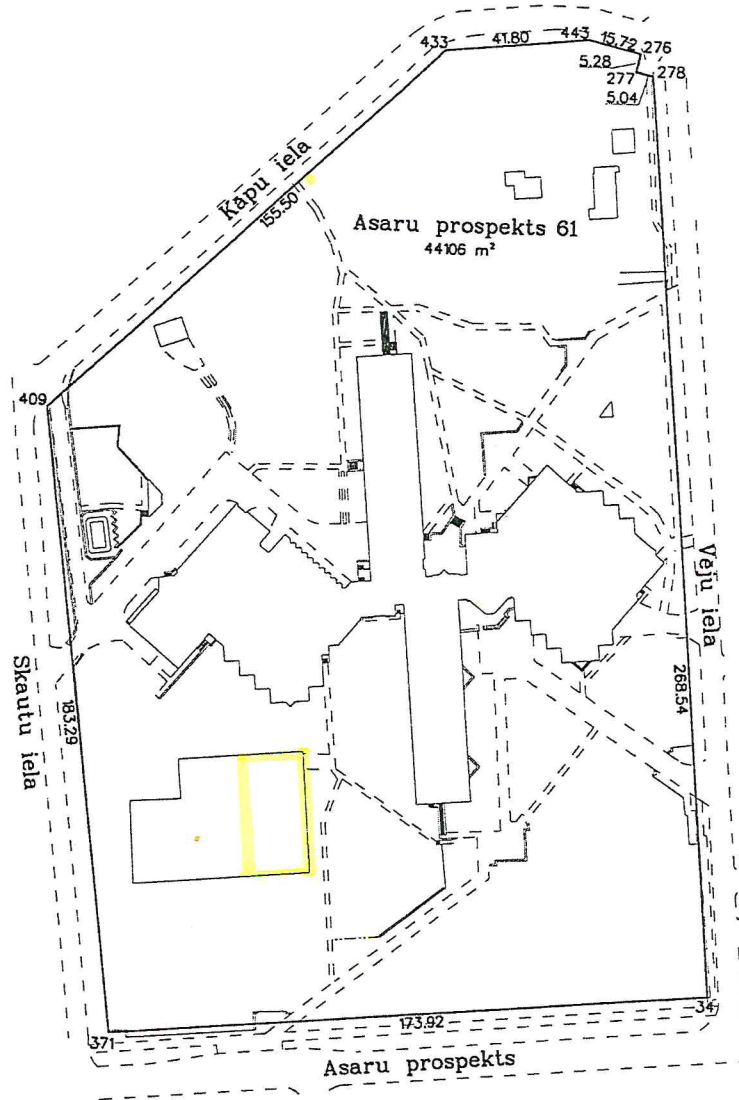 433
41.80
443
15.72
276
5.28
277
278
5.04
Kāpu iela
155.50
Asaru prospekts 61
44106 m²
409
Vēju iela
Skautu iela
183.29
268.54
173.92
34
371
Asaru prospekts